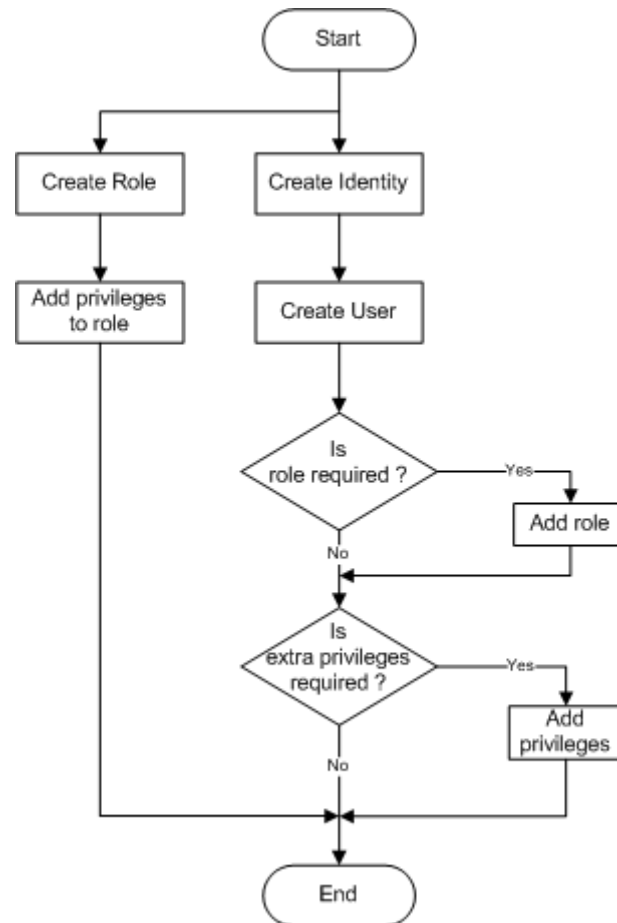 Start
Create Role
Create Identity
Add privileges
to role
Create User
Is
role required ?
Yes
Add role
No
Is
extra privileges
required ?
Yes
Add
privileges
No
End